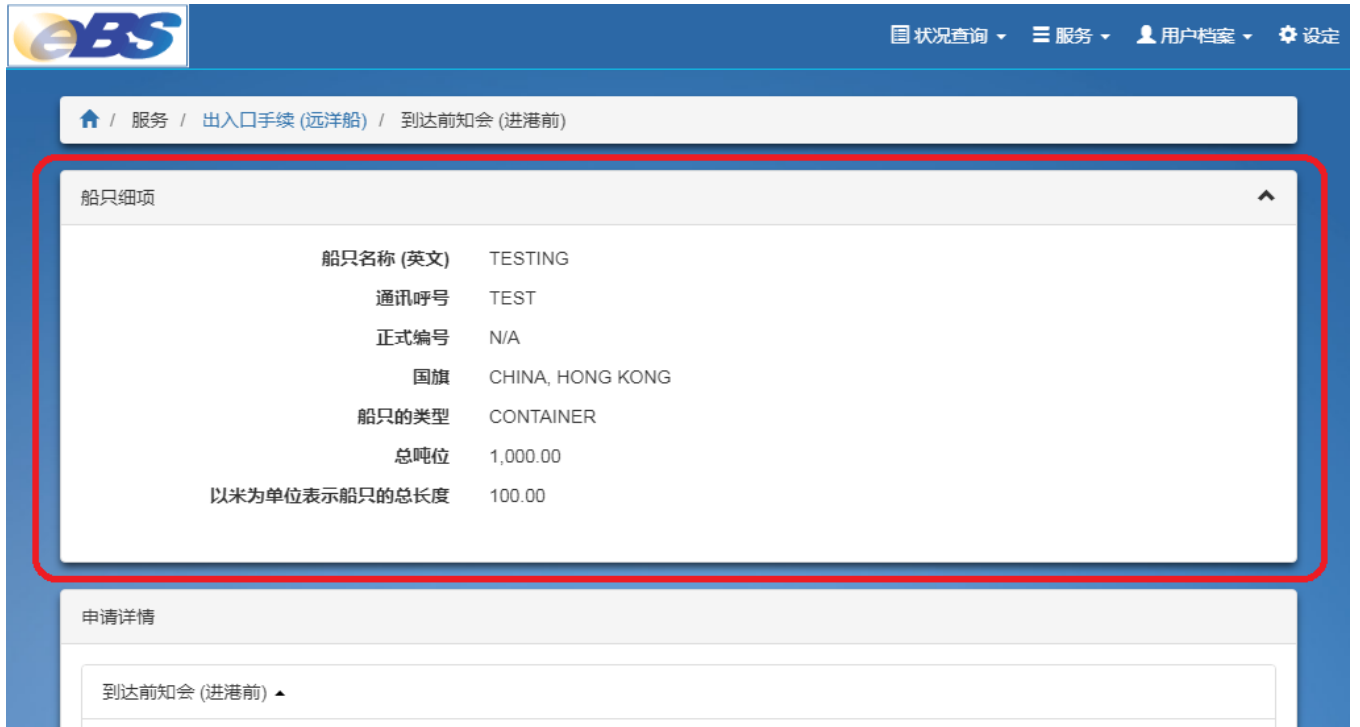 eBS
状况查询
服务
用户档案
设定
/ 服务 / 出入口手续 (远洋船) / 到达前知会 (进港前)
船只细项
船只名称 (英文) TESTING
通讯呼号 TEST
正式编号 N/A
国旗 CHINA, HONG KONG
船只的类型 CONTAINER
总吨位 1,000.00
以米为单位表示船只的总长度 100.00
申请详情
到达前知会 (进港前)